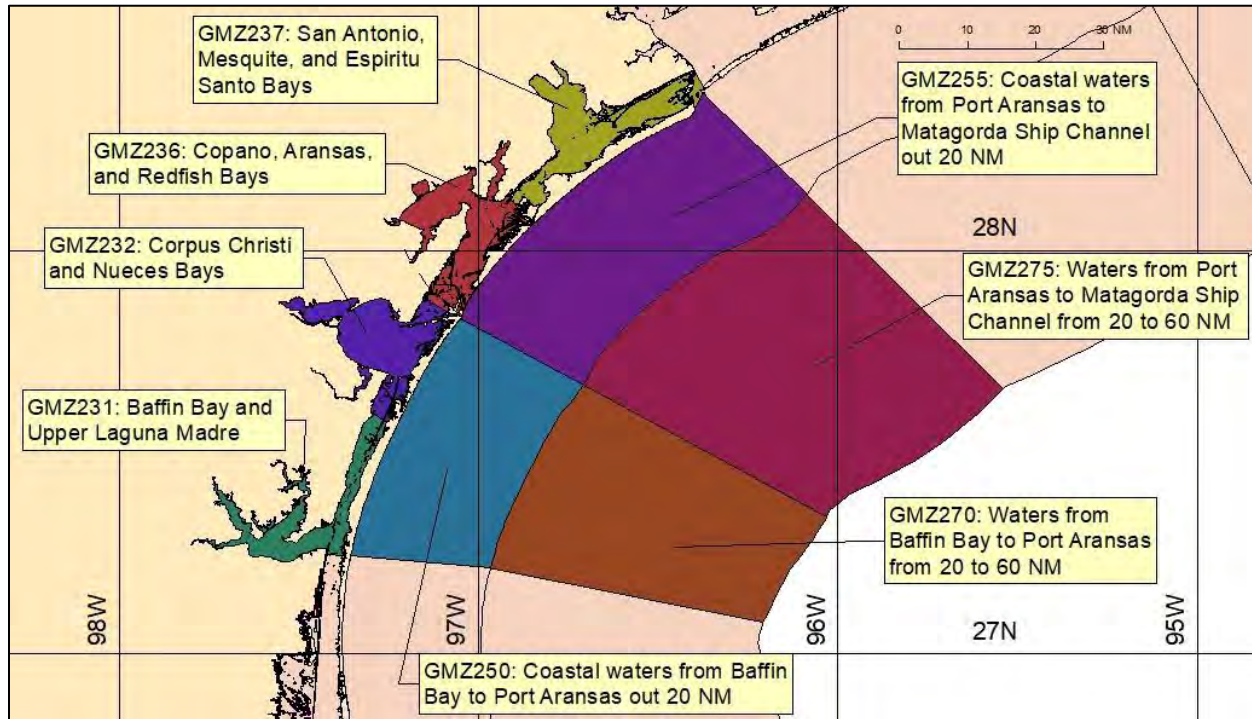 GMZ237: San Antonio,
Mesquite, and Espiritu
Santo Bays
0 10 20 30 NM
GMZ255: Coastal waters
from Port Aransas to
Matagorda Ship Channel
out 20 NM
GMZ236: Copano, Aransas,
and Redfish Bays
28N
GMZ232: Corpus Christi
and Nueces Bays
GMZ275: Waters from Port
Aransas to Matagorda Ship
Channel from 20 to 60 NM
GMZ231: Baffin Bay and
Upper Laguna Madre
GMZ270: Waters from
Baffin Bay to Port Aransas
from 20 to 60 NM
98W
97W
96W
95W
27N
GMZ250: Coastal waters from Baffin
Bay to Port Aransas out 20 NM